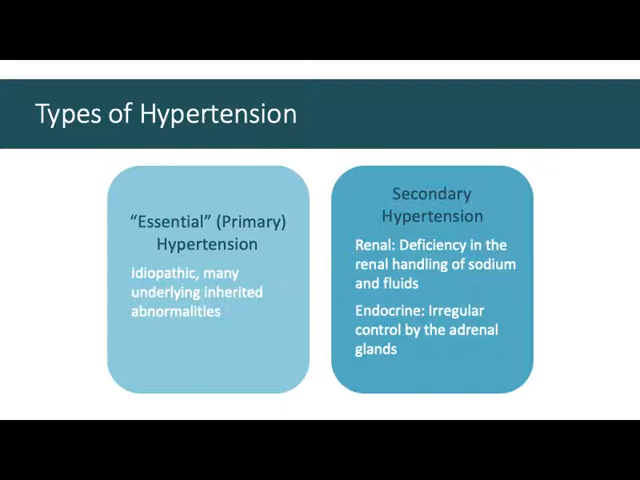 Types of Hypertension
“Essential” (Primary)
Hypertension
Idiopathic, many
underlying inherited
abnormalities
Secondary
Hypertension
Renal: Deficiency in the
renal handling of sodium
and fluids
Endocrine: Irregular
control by the adrenal
glands